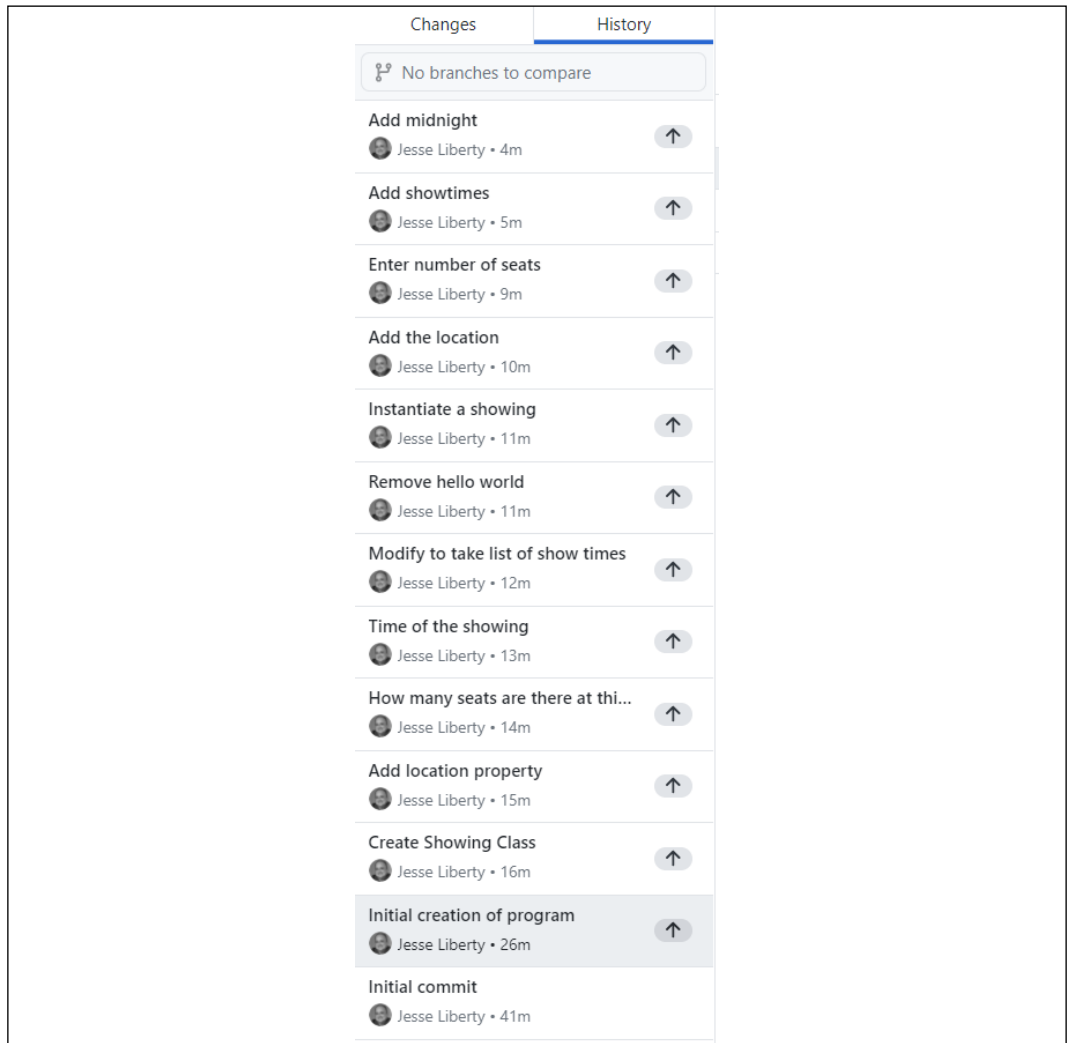 Changes
History
No branches to compare
Add midnight
Jesse Liberty • 4m
Add showtimes
Jesse Liberty • 5m
Enter number of seats
Jesse Liberty • 9m
Add the location
Jesse Liberty • 10m
Instantiate a showing
Jesse Liberty • 11m
Remove hello world
Jesse Liberty • 11m
Modify to take list of show times
Jesse Liberty • 12m
Time of the showing
Jesse Liberty • 13m
How many seats are there at thi...
Jesse Liberty • 14m
Add location property
Jesse Liberty • 15m
Create Showing Class
Jesse Liberty • 16m
Initial creation of program
Jesse Liberty • 26m
Initial commit
Jesse Liberty • 41m